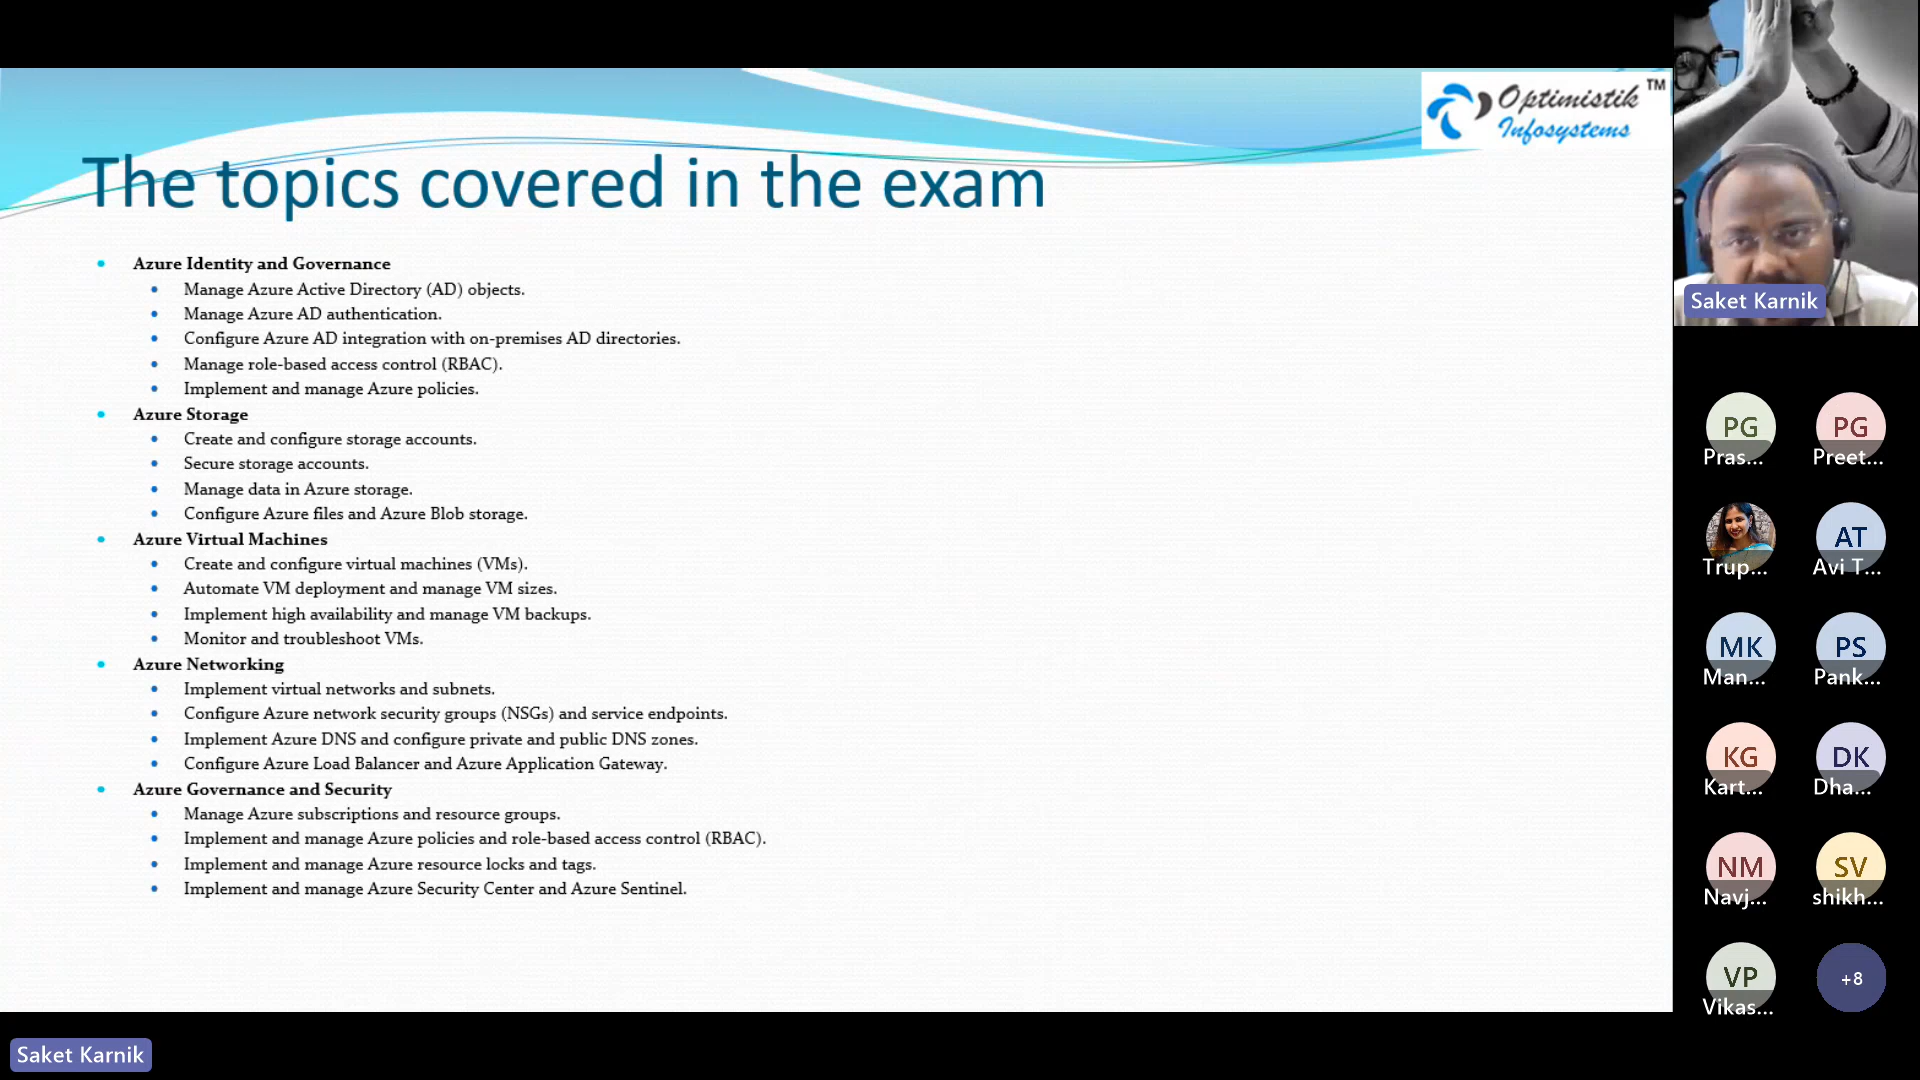 Optimistik TM
Infosystems
The topics covered in the exam
• Azure Identity and Governance
• Manage Azure Active Directory (AD) objects.
• Manage Azure AD authentication.
• Configure Azure AD integration with on-premises AD directories.
• Manage role-based access control (RBAC).
• Implement and manage Azure policies.
• Azure Storage
• Create and configure storage accounts.
• Secure storage accounts.
• Manage data in Azure storage.
• Configure Azure files and Azure Blob storage.
• Azure Virtual Machines
• Create and configure virtual machines (VMs).
• Automate VM deployment and manage VM sizes.
• Implement high availability and manage VM backups.
• Monitor and troubleshoot VMs.
• Azure Networking
• Implement virtual networks and subnets.
• Configure Azure network security groups (NSGs) and service endpoints.
• Implement Azure DNS and configure private and public DNS zones.
• Configure Azure Load Balancer and Azure Application Gateway.
• Azure Governance and Security
• Manage Azure subscriptions and resource groups.
• Implement and manage Azure policies and role-based access control (RBAC).
• Implement and manage Azure resource locks and tags.
• Implement and manage Azure Security Center and Azure Sentinel.
Saket Karnik
PG PG
Pras... Preet...
AT
Trup... Avi T...
MK PS
Man... Pank...
KG DK
Kart... Dha...
NM SV
Navj... shikh...
VP +8
Vikas...
Saket Karnik